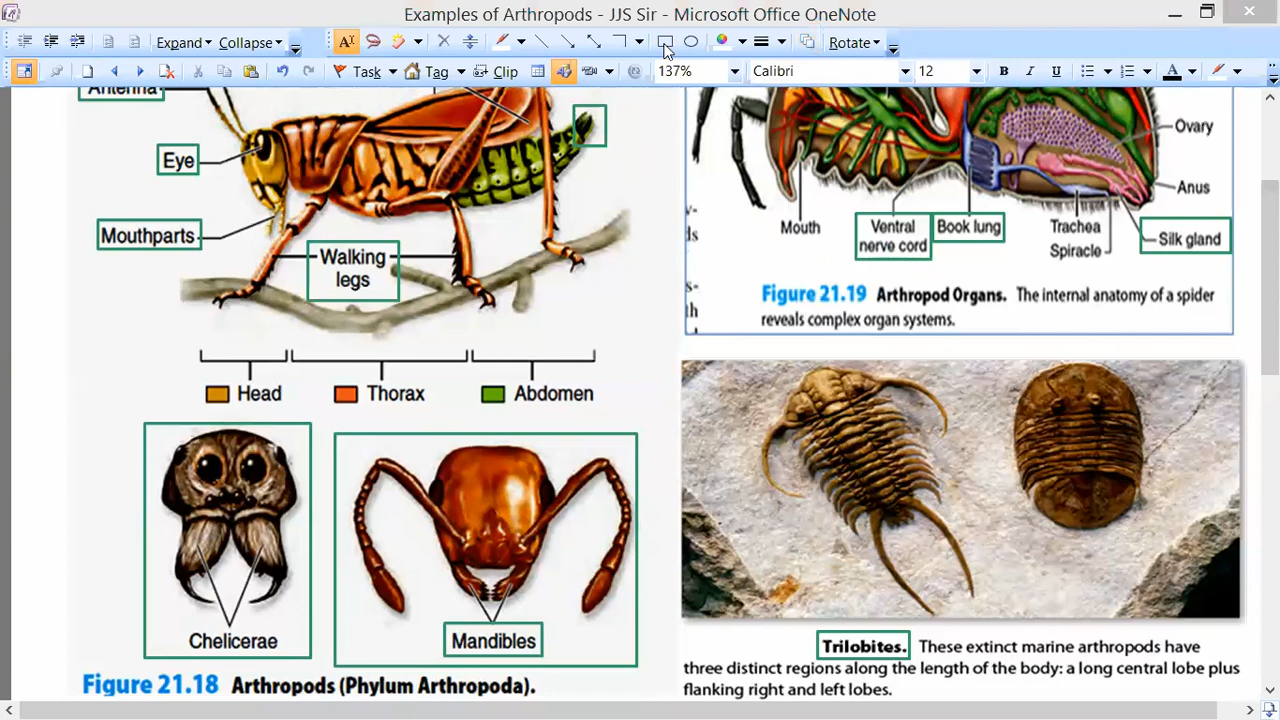 Examples of Arthropods - JJS Sir - Microsoft Office OneNote
Expand Collapse Rotate
Task Tag Clip 137% Calibri 12 B I U A
Antenna
Eye
Mouthparts
Walking
legs
Head Thorax Abdomen
Chelicerae
Mandibles
Figure 21.18 Arthropods (Phylum Arthropoda).
Ovary
Anus
Mouth
Ventral
nerve cord
Book lung
Trachea
Spiracle
Silk gland
Figure 21.19 Arthropod Organs. The internal anatomy of a spider
reveals complex organ systems.
Trilobites. These extinct marine arthropods have
three distinct regions along the length of the body: a long central lobe plus
flanking right and left lobes.